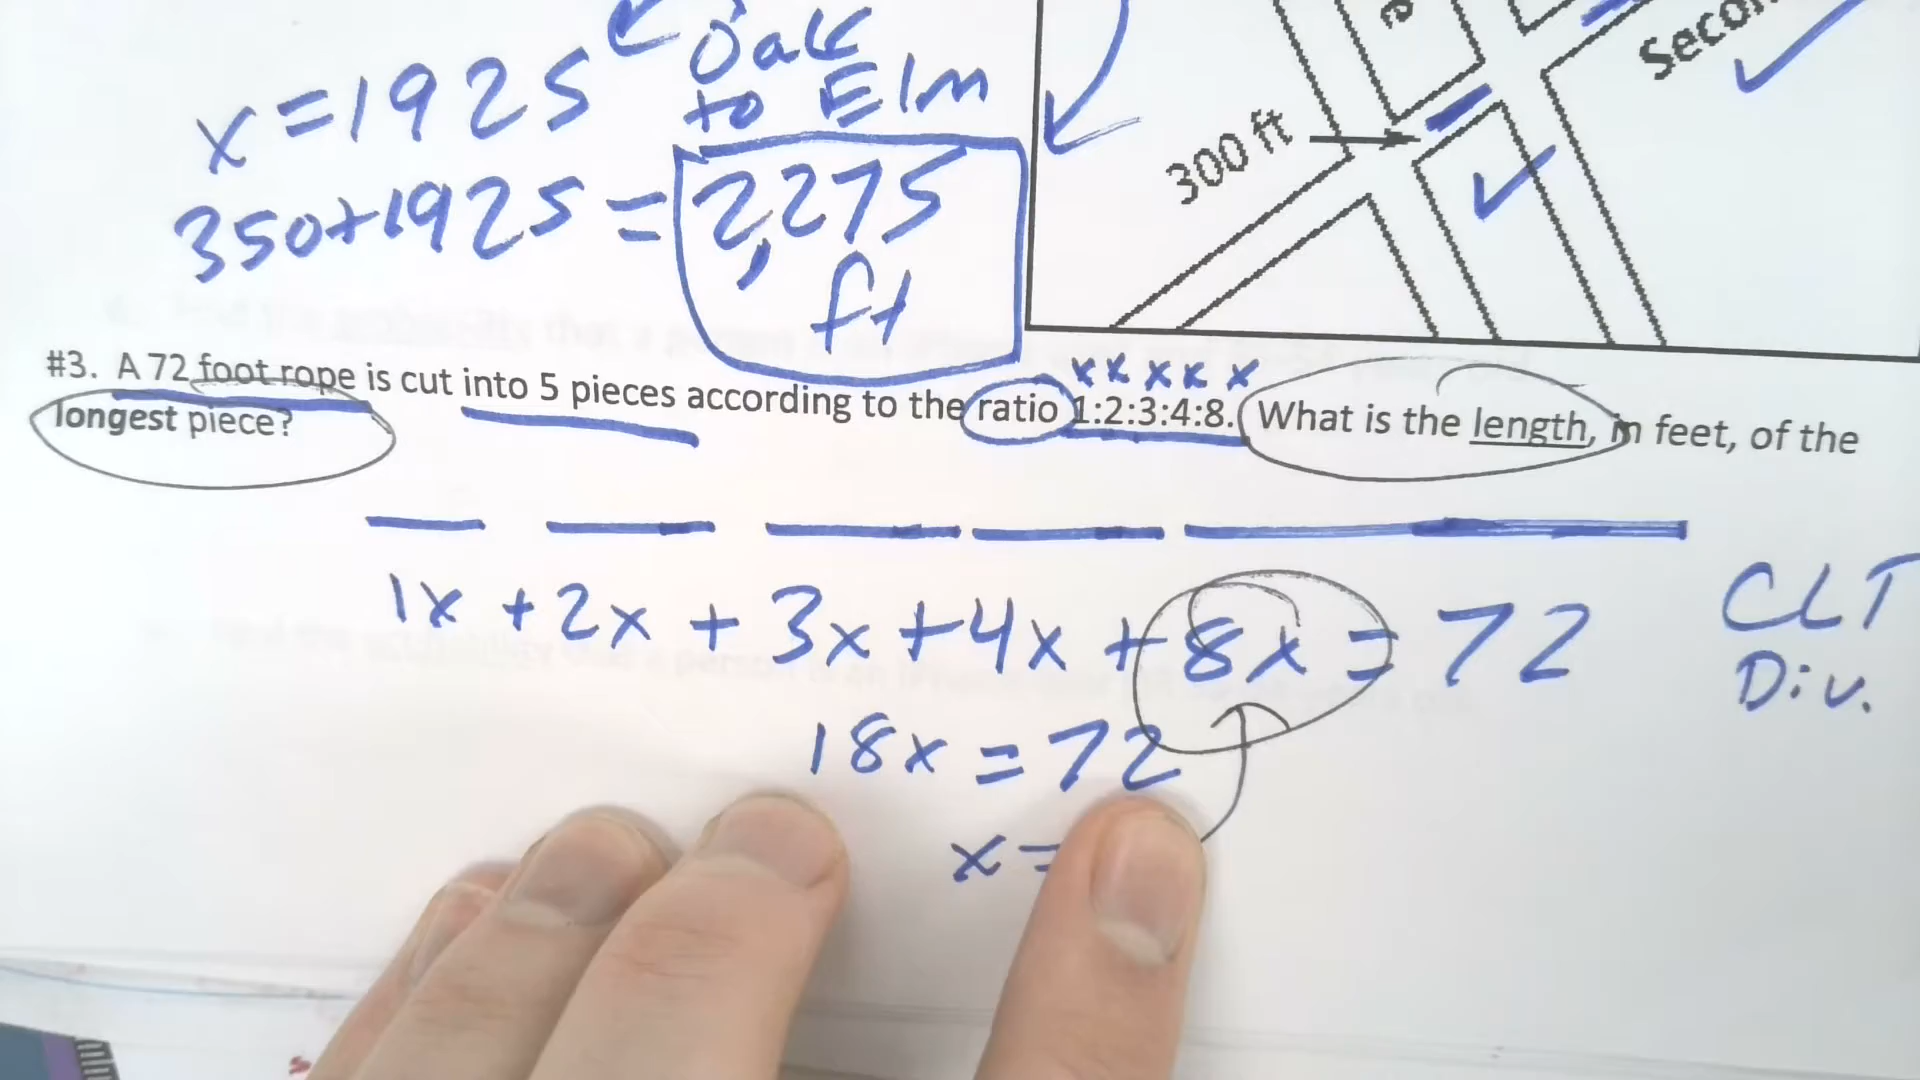 x=1925
Oak
to Elm
350+1925 = 2,275
ft
300 ft
#3. A 72 foot rope is cut into 5 pieces according to the ratio 1:2:3:4:8. What is the length, in feet, of the
x x x x x
longest piece?
1x + 2x + 3x + 4x + 8x = 72
CLT
Div.
18x = 72
x=